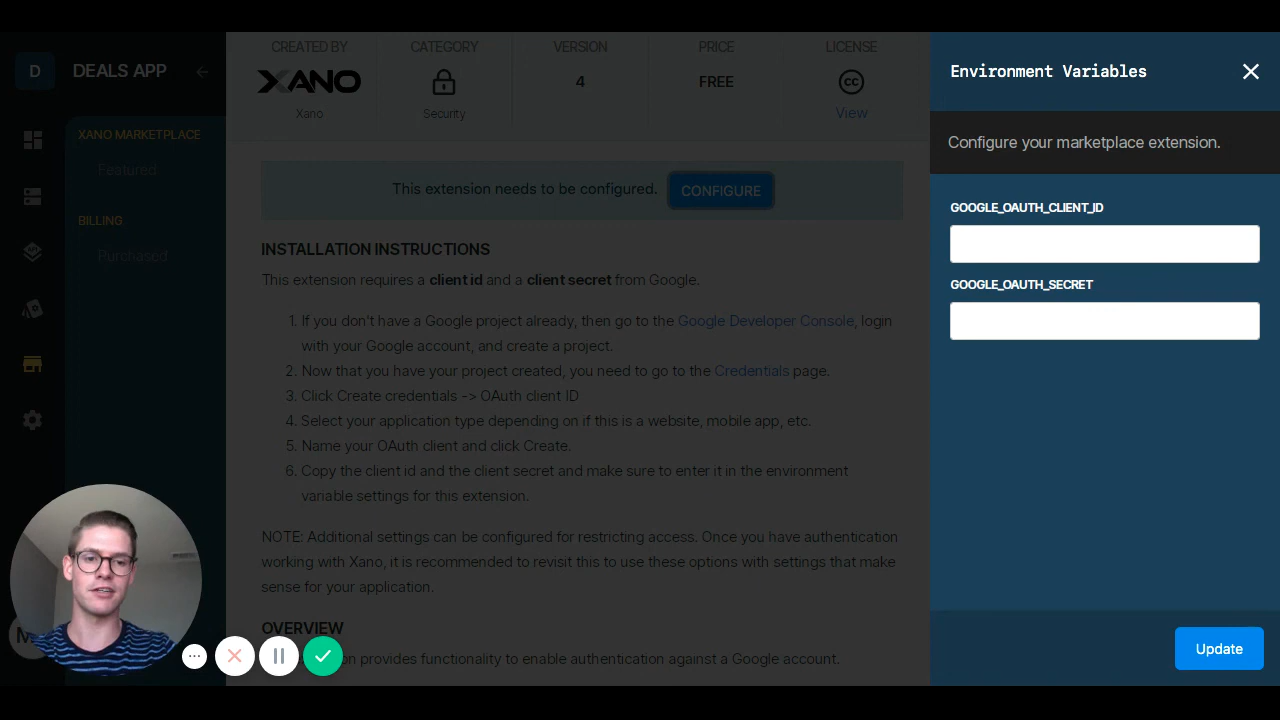 D
DEALS APP
XANO MARKETPLACE
Featured
BILLING
Purchased
CREATED BY
XANO
Xano
CATEGORY
Security
VERSION
4
PRICE
FREE
LICENSE
CC
View
This extension needs to be configured.
CONFIGURE
INSTALLATION INSTRUCTIONS
This extension requires a client id and a client secret from Google.
1. If you don't have a Google project already, then go to the Google Developer Console, login
with your Google account, and create a project.
2. Now that you have your project created, you need to go to the Credentials page.
3. Click Create credentials -> OAuth client ID
4. Select your application type depending on if this is a website, mobile app, etc.
5. Name your OAuth client and click Create.
6. Copy the client id and the client secret and make sure to enter it in the environment
variable settings for this extension.
NOTE: Additional settings can be configured for restricting access. Once you have authentication
working with Xano, it is recommended to revisit this to use these options with settings that make
sense for your application.
OVERVIEW
provides functionality to enable authentication against a Google account.
Environment Variables
Configure your marketplace extension.
GOOGLE_OAUTH_CLIENT_ID
GOOGLE_OAUTH_SECRET
Update